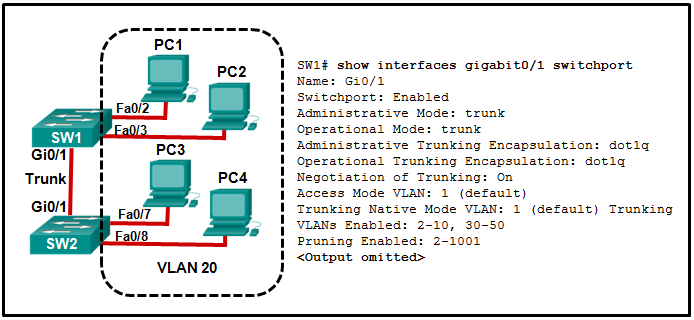 PC1
PC2
Fa0/2
Fa0/3
SW1
Gi0/1
PC3
PC4
Trunk
Gi0/1
Fa0/7
SW2
Fa0/8
VLAN 20
SW1# show interfaces gigabit0/1 switchport
Name: Gi0/1
Switchport: Enabled
Administrative Mode: trunk
Operational Mode: trunk
Administrative Trunking Encapsulation: dot1q
Operational Trunking Encapsulation: dot1q
Negotiation of Trunking: On
Access Mode VLAN: 1 (default)
Trunking Native Mode VLAN: 1 (default) Trunking
VLANs Enabled: 2-10, 30-50
Pruning Enabled: 2-1001
<Output omitted>